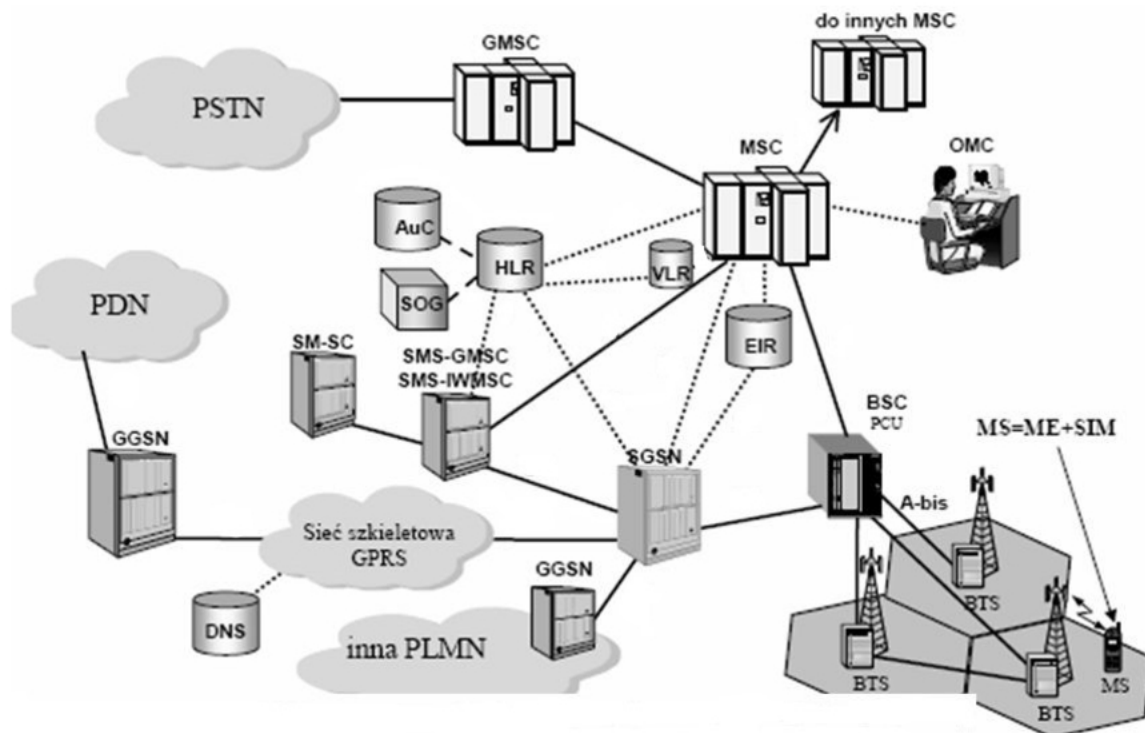 do innych MSC
GMSC
PSTN
MSC
OMC
AuC
HLR
VLR
SOG
PDN
EIR
SM-SC
SMS-GMSC
SMS-IWMSC
BSC
PCU
MS=ME+SIM
GGSN
SGSN
A-bis
Sieć szkieletowa
GPRS
GGSN
BTS
DNS
inna PLMN
BTS
MS
BTS